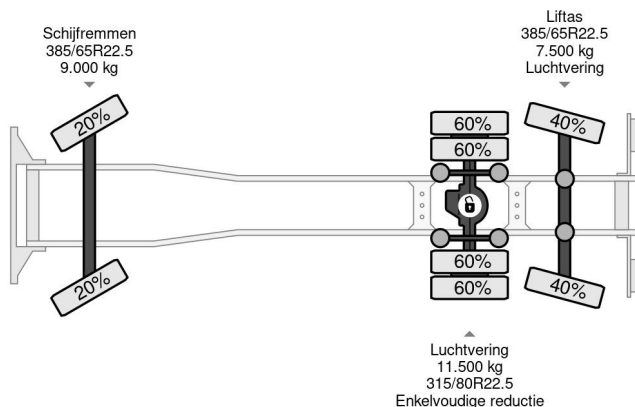 Schijfremmen
385/65R22.5
9.000 kg
Liftas
385/65R22.5
7.500 kg
Luchtvering
20%
60%
60%
40%
20%
60%
60%
40%
Luchtvering
11.500 kg
315/80R22.5
Enkelvoudige reductie